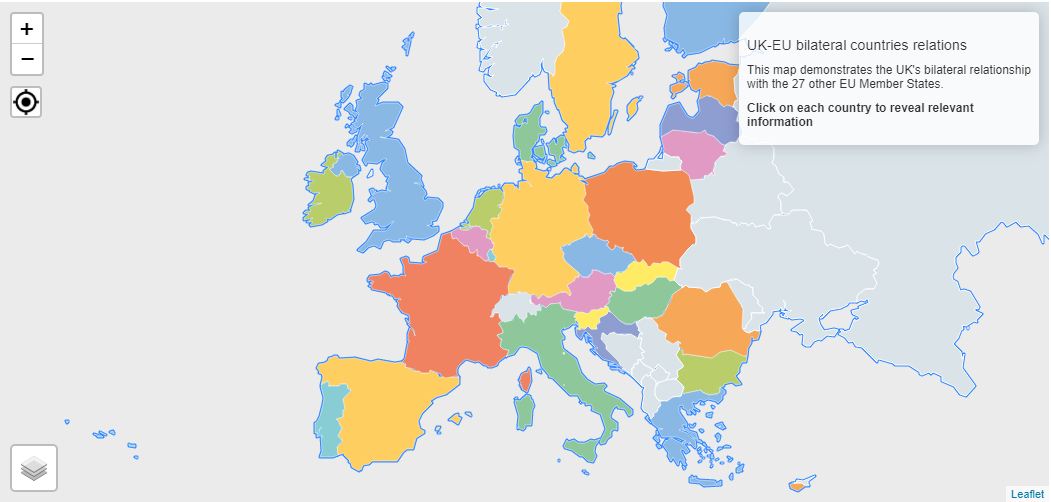 +
−
UK-EU bilateral countries relations
This map demonstrates the UK's bilateral relationship
with the 27 other EU Member States.
Click on each country to reveal relevant
information
Leaflet